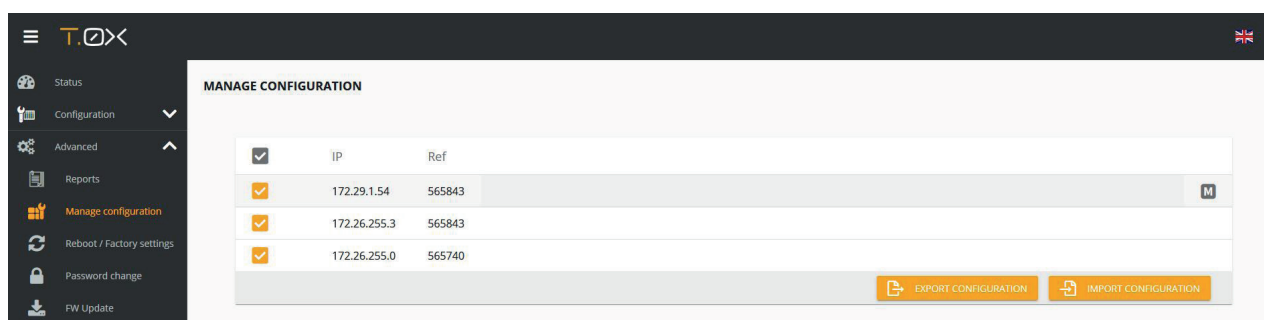 T.OX
Status
Configuration
Advanced
Reports
Manage configuration
Reboot / Factory settings
Password change
FW Update
MANAGE CONFIGURATION
IP Ref
172.29.1.54 565843 M
172.26.255.3 565843
172.26.255.0 565740
EXPORT CONFIGURATION IMPORT CONFIGURATION